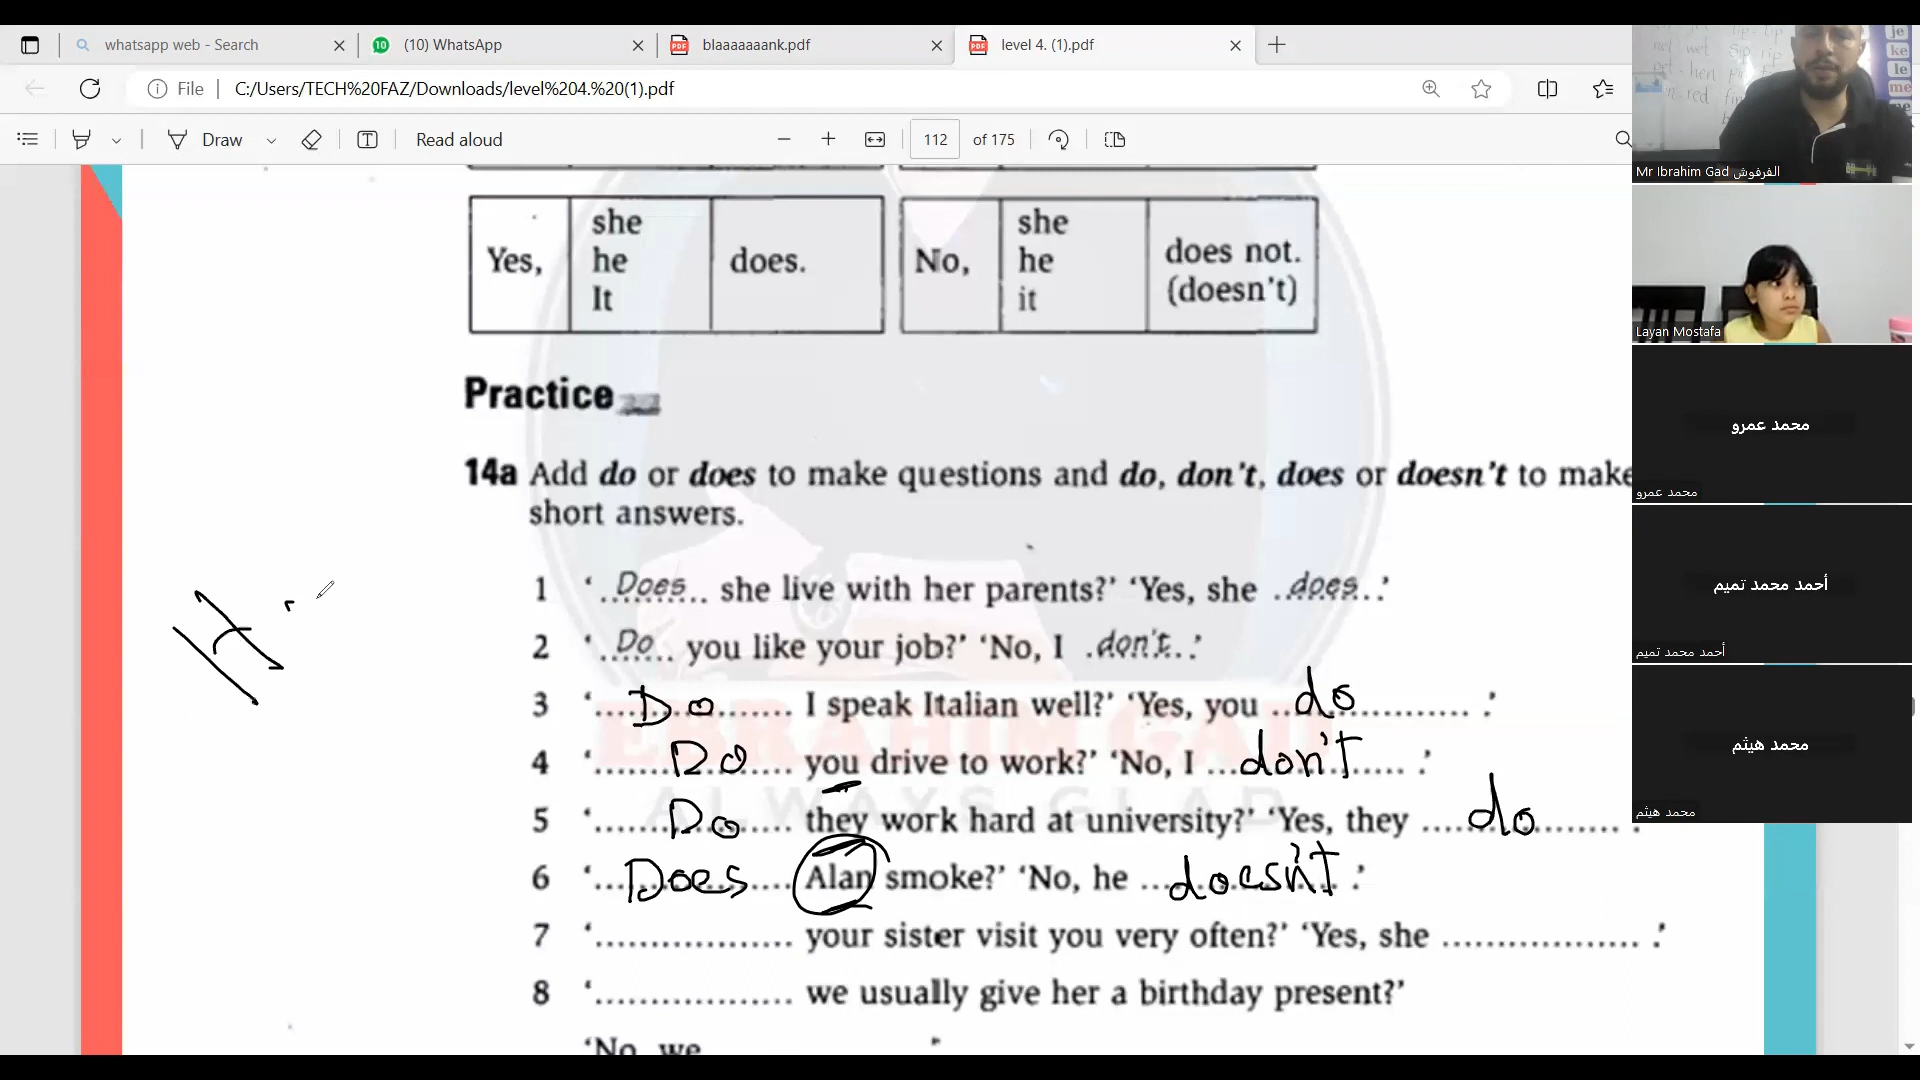 whatsapp web - Search
(10) WhatsApp
blaaaaaaank.pdf
level 4. (1).pdf
File
C:/Users/TECH%20FAZ/Downloads/level%204.%20(1).pdf
Draw
Read aloud
112
of 175
Yes,
she
he
It
does.
No,
she
he
it
does not.
(doesn't)
Practice
14a Add do or does to make questions and do, don't, does or doesn't to make
short answers.
1 '..Does.. she live with her parents?' 'Yes, she ..does..'
2 '..Do.. you like your job?' 'No, I .don't..'
3 '....Do....... I speak Italian well?' 'Yes, you ..do.............. .'
4 '.......Do..... you drive to work?' 'No, I ...don't..... .'
5 '.......Do..... they work hard at university?' 'Yes, they ....do........ .'
6 '...Does.... Alan smoke?' 'No, he ...doesn't. .'
7 '................... your sister visit you very often?' 'Yes, she ................... .'
8 '................... we usually give her a birthday present?'
'No, we
EBRAHIM GAD
ALWAYS GLAD
Mr Ibrahim Gad الفرفوش
Layan Mostafa
محمد عمرو
محمد عمرو
أحمد محمد تميم
أحمد محمد تميم
محمد هيثم
محمد هيثم